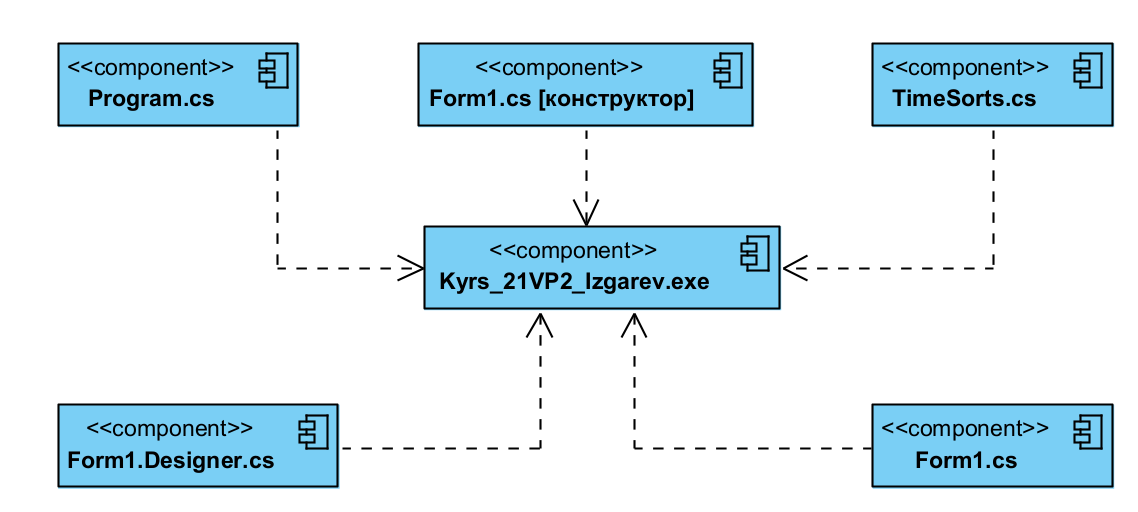 <<component>>
Program.cs
<<component>>
Form1.cs [конструктор]
<<component>>
TimeSorts.cs
<<component>>
Kyrs_21VP2_Izgarev.exe
<<component>>
Form1.Designer.cs
<<component>>
Form1.cs